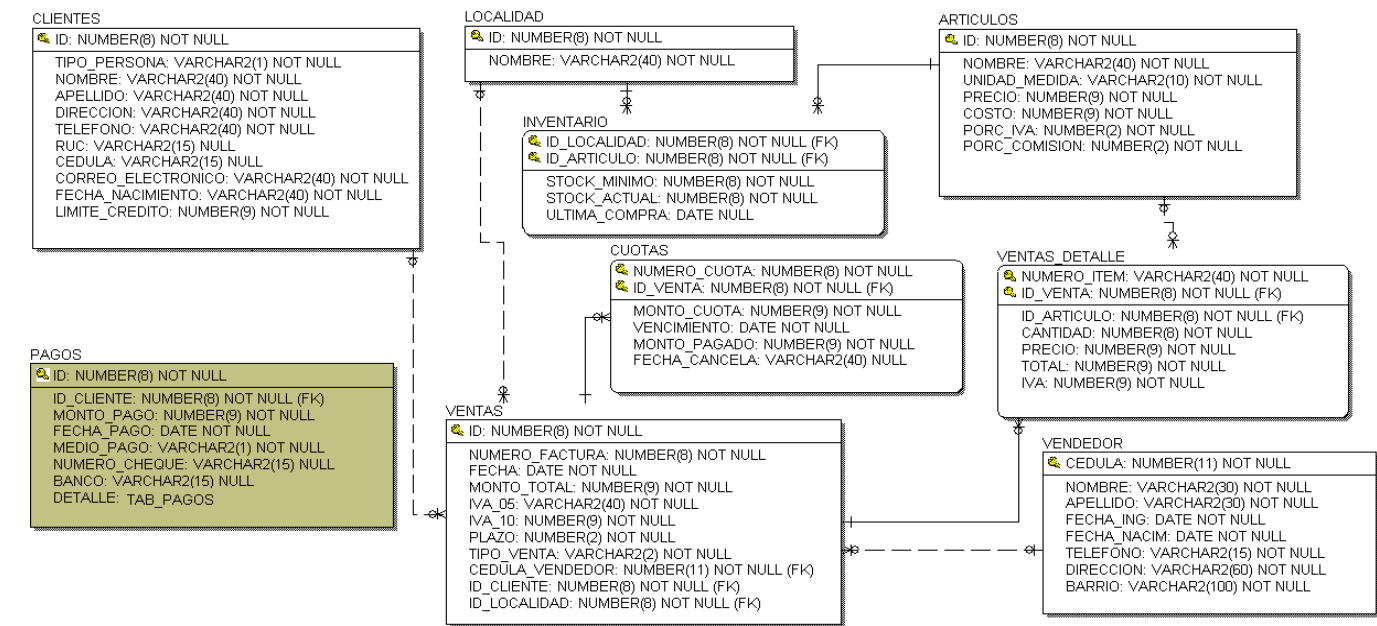 CLIENTES
ID: NUMBER(8) NOT NULL
TIPO_PERSONA: VARCHAR2(1) NOT NULL
NOMBRE: VARCHAR2(40) NOT NULL
APELLIDO: VARCHAR2(40) NOT NULL
DIRECCION: VARCHAR2(40) NOT NULL
TELEFONO: VARCHAR2(40) NOT NULL
RUC: VARCHAR2(15) NULL
CEDULA: VARCHAR2(15) NULL
CORREO_ELECTRONICO: VARCHAR2(40) NOT NULL
FECHA_NACIMIENTO: VARCHAR2(40) NOT NULL
LIMITE_CREDITO: NUMBER(9) NOT NULL
LOCALIDAD
ID: NUMBER(8) NOT NULL
NOMBRE: VARCHAR2(40) NOT NULL
ARTICULOS
ID: NUMBER(8) NOT NULL
NOMBRE: VARCHAR2(40) NOT NULL
UNIDAD_MEDIDA: VARCHAR2(10) NOT NULL
PRECIO: NUMBER(9) NOT NULL
COSTO: NUMBER(9) NOT NULL
PORC_IVA: NUMBER(2) NOT NULL
PORC_COMISION: NUMBER(2) NOT NULL
INVENTARIO
ID_LOCALIDAD: NUMBER(8) NOT NULL (FK)
ID_ARTICULO: NUMBER(8) NOT NULL (FK)
STOCK_MINIMO: NUMBER(8) NOT NULL
STOCK_ACTUAL: NUMBER(8) NOT NULL
ULTIMA_COMPRA: DATE NULL
CUOTAS
NUMERO_CUOTA: NUMBER(8) NOT NULL
ID_VENTA: NUMBER(8) NOT NULL (FK)
MONTO_CUOTA: NUMBER(9) NOT NULL
VENCIMIENTO: DATE NOT NULL
MONTO_PAGADO: NUMBER(9) NOT NULL
FECHA_CANCELA: VARCHAR2(40) NULL
VENTAS_DETALLE
NUMERO_ITEM: VARCHAR2(40) NOT NULL
ID_VENTA: NUMBER(8) NOT NULL (FK)
ID_ARTICULO: NUMBER(8) NOT NULL (FK)
CANTIDAD: NUMBER(8) NOT NULL
PRECIO: NUMBER(9) NOT NULL
TOTAL: NUMBER(9) NOT NULL
IVA: NUMBER(9) NOT NULL
PAGOS
ID: NUMBER(8) NOT NULL
ID_CLIENTE: NUMBER(8) NOT NULL (FK)
MONTO_PAGO: NUMBER(9) NOT NULL
FECHA_PAGO: DATE NOT NULL
MEDIO_PAGO: VARCHAR2(1) NOT NULL
NUMERO_CHEQUE: VARCHAR2(15) NULL
BANCO: VARCHAR2(15) NULL
DETALLE: TAB_PAGOS
VENTAS
ID: NUMBER(8) NOT NULL
NUMERO_FACTURA: NUMBER(8) NOT NULL
FECHA: DATE NOT NULL
MONTO_TOTAL: NUMBER(9) NOT NULL
IVA_05: VARCHAR2(40) NOT NULL
IVA_10: NUMBER(9) NOT NULL
PLAZO: NUMBER(2) NOT NULL
TIPO_VENTA: VARCHAR2(2) NOT NULL
CEDULA_VENDEDOR: NUMBER(11) NOT NULL (FK)
ID_CLIENTE: NUMBER(8) NOT NULL (FK)
ID_LOCALIDAD: NUMBER(8) NOT NULL (FK)
VENDEDOR
CEDULA: NUMBER(11) NOT NULL
NOMBRE: VARCHAR2(30) NOT NULL
APELLIDO: VARCHAR2(30) NOT NULL
FECHA_ING: DATE NOT NULL
FECHA_NACIM: DATE NOT NULL
TELEFONO: VARCHAR2(15) NOT NULL
DIRECCION: VARCHAR2(60) NOT NULL
BARRIO: VARCHAR2(100) NOT NULL